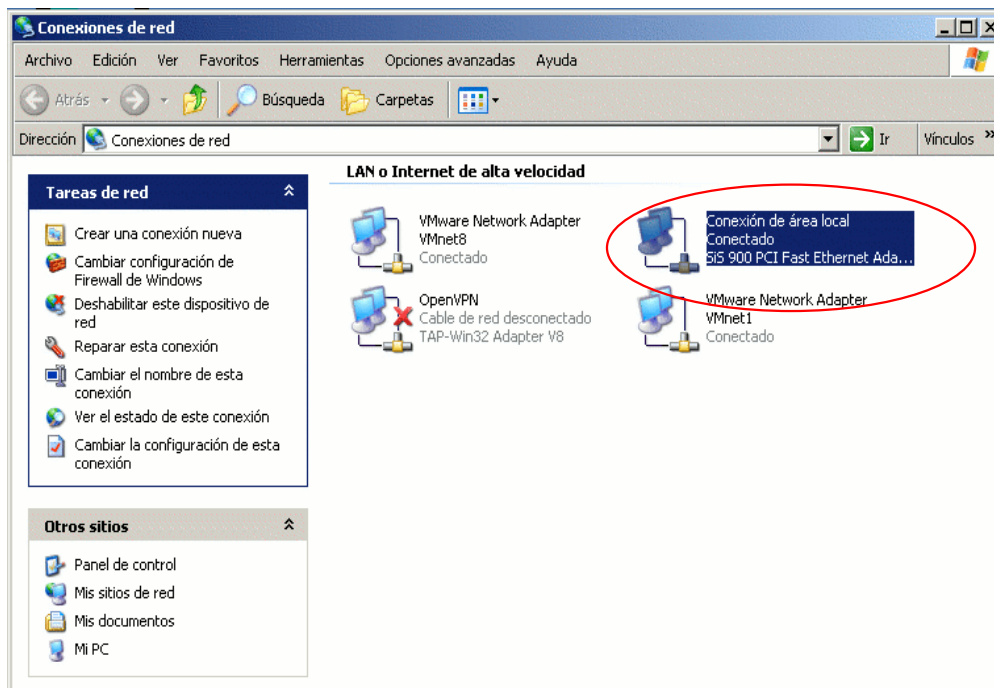 Conexiones de red
Archivo Edición Ver Favoritos Herramientas Opciones avanzadas Ayuda
Atrás Búsqueda Carpetas
Dirección Conexiones de red Ir Vínculos »
LAN o Internet de alta velocidad
Tareas de red
Crear una conexión nueva
Cambiar configuración de
Firewall de Windows
Deshabilitar este dispositivo de
red
Reparar esta conexión
Cambiar el nombre de esta
conexión
Ver el estado de este conexión
Cambiar la configuración de esta
conexión
Otros sitios
Panel de control
Mis sitios de red
Mis documentos
Mi PC
VMware Network Adapter
VMnet8
Conectado
Conexión de área local
Conectado
SiS 900 PCI Fast Ethernet Ada...
OpenVPN
Cable de red desconectado
TAP-Win32 Adapter V8
VMware Network Adapter
VMnet1
Conectado